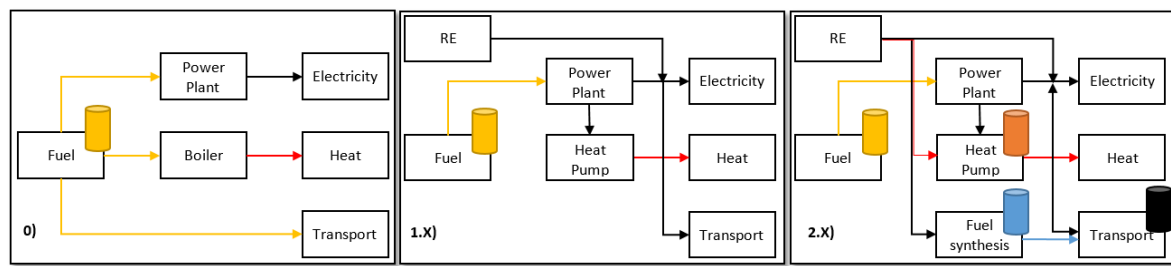 Power
Plant
Electricity
Fuel
Boiler
Heat
0)
Transport
RE
Power
Plant
Electricity
Fuel
Heat
Pump
Heat
1.X)
Transport
RE
Power
Plant
Electricity
Fuel
Heat
Pump
Heat
2.X)
Fuel
synthesis
Transport